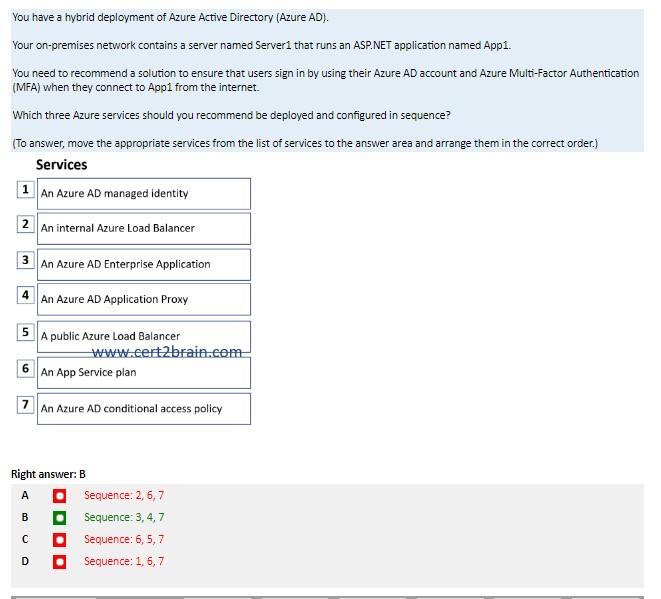 You have a hybrid deployment of Azure Active Directory (Azure AD).
Your on-premises network contains a server named Server1 that runs an ASP.NET application named App1.
You need to recommend a solution to ensure that users sign in by using their Azure AD account and Azure Multi-Factor Authentication
(MFA) when they connect to App1 from the internet.
Which three Azure services should you recommend be deployed and configured in sequence?
(To answer, move the appropriate services from the list of services to the answer area and arrange them in the correct order.)
Services
1 An Azure AD managed identity
2 An internal Azure Load Balancer
3 An Azure AD Enterprise Application
4 An Azure AD Application Proxy
5 A public Azure Load Balancer
www.cert2brain.com
6 An App Service plan
7 An Azure AD conditional access policy
Right answer: B
A Sequence: 2, 6, 7
B Sequence: 3, 4, 7
C Sequence: 6, 5, 7
D Sequence: 1, 6, 7